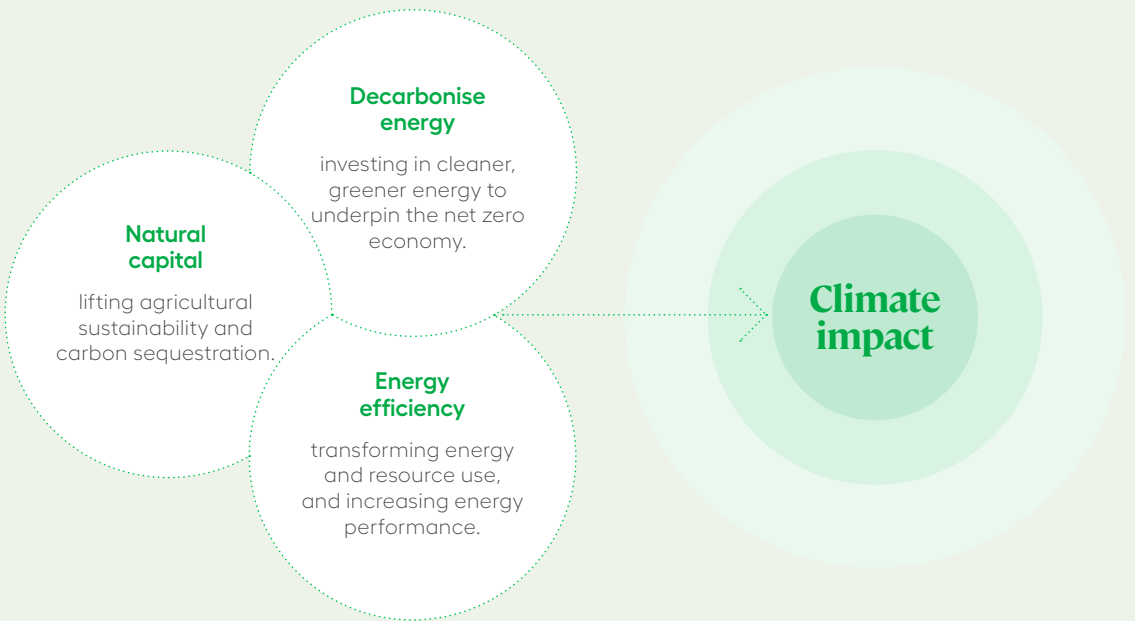 Decarbonise
energy
investing in cleaner,
greener energy to
underpin the net zero
economy.
Natural
capital
lifting agricultural
sustainability and
carbon sequestration.
Energy
efficiency
transforming energy
and resource use,
and increasing energy
performance.
Climate
impact